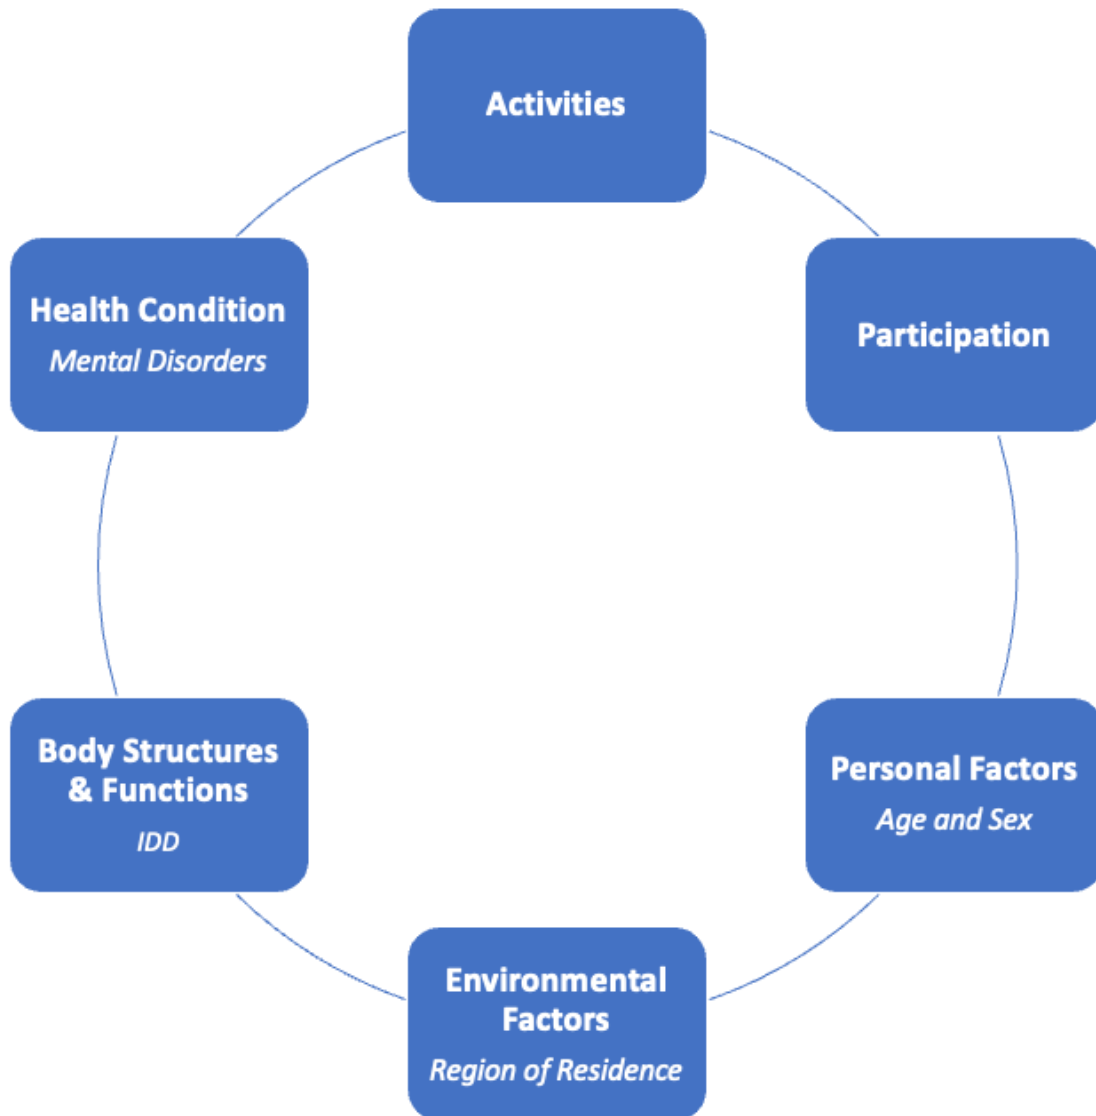 Activities
Participation
Personal Factors
Age and Sex
Environmental
Factors
Region of Residence
Body Structures
& Functions
IDD
Health Condition
Mental Disorders